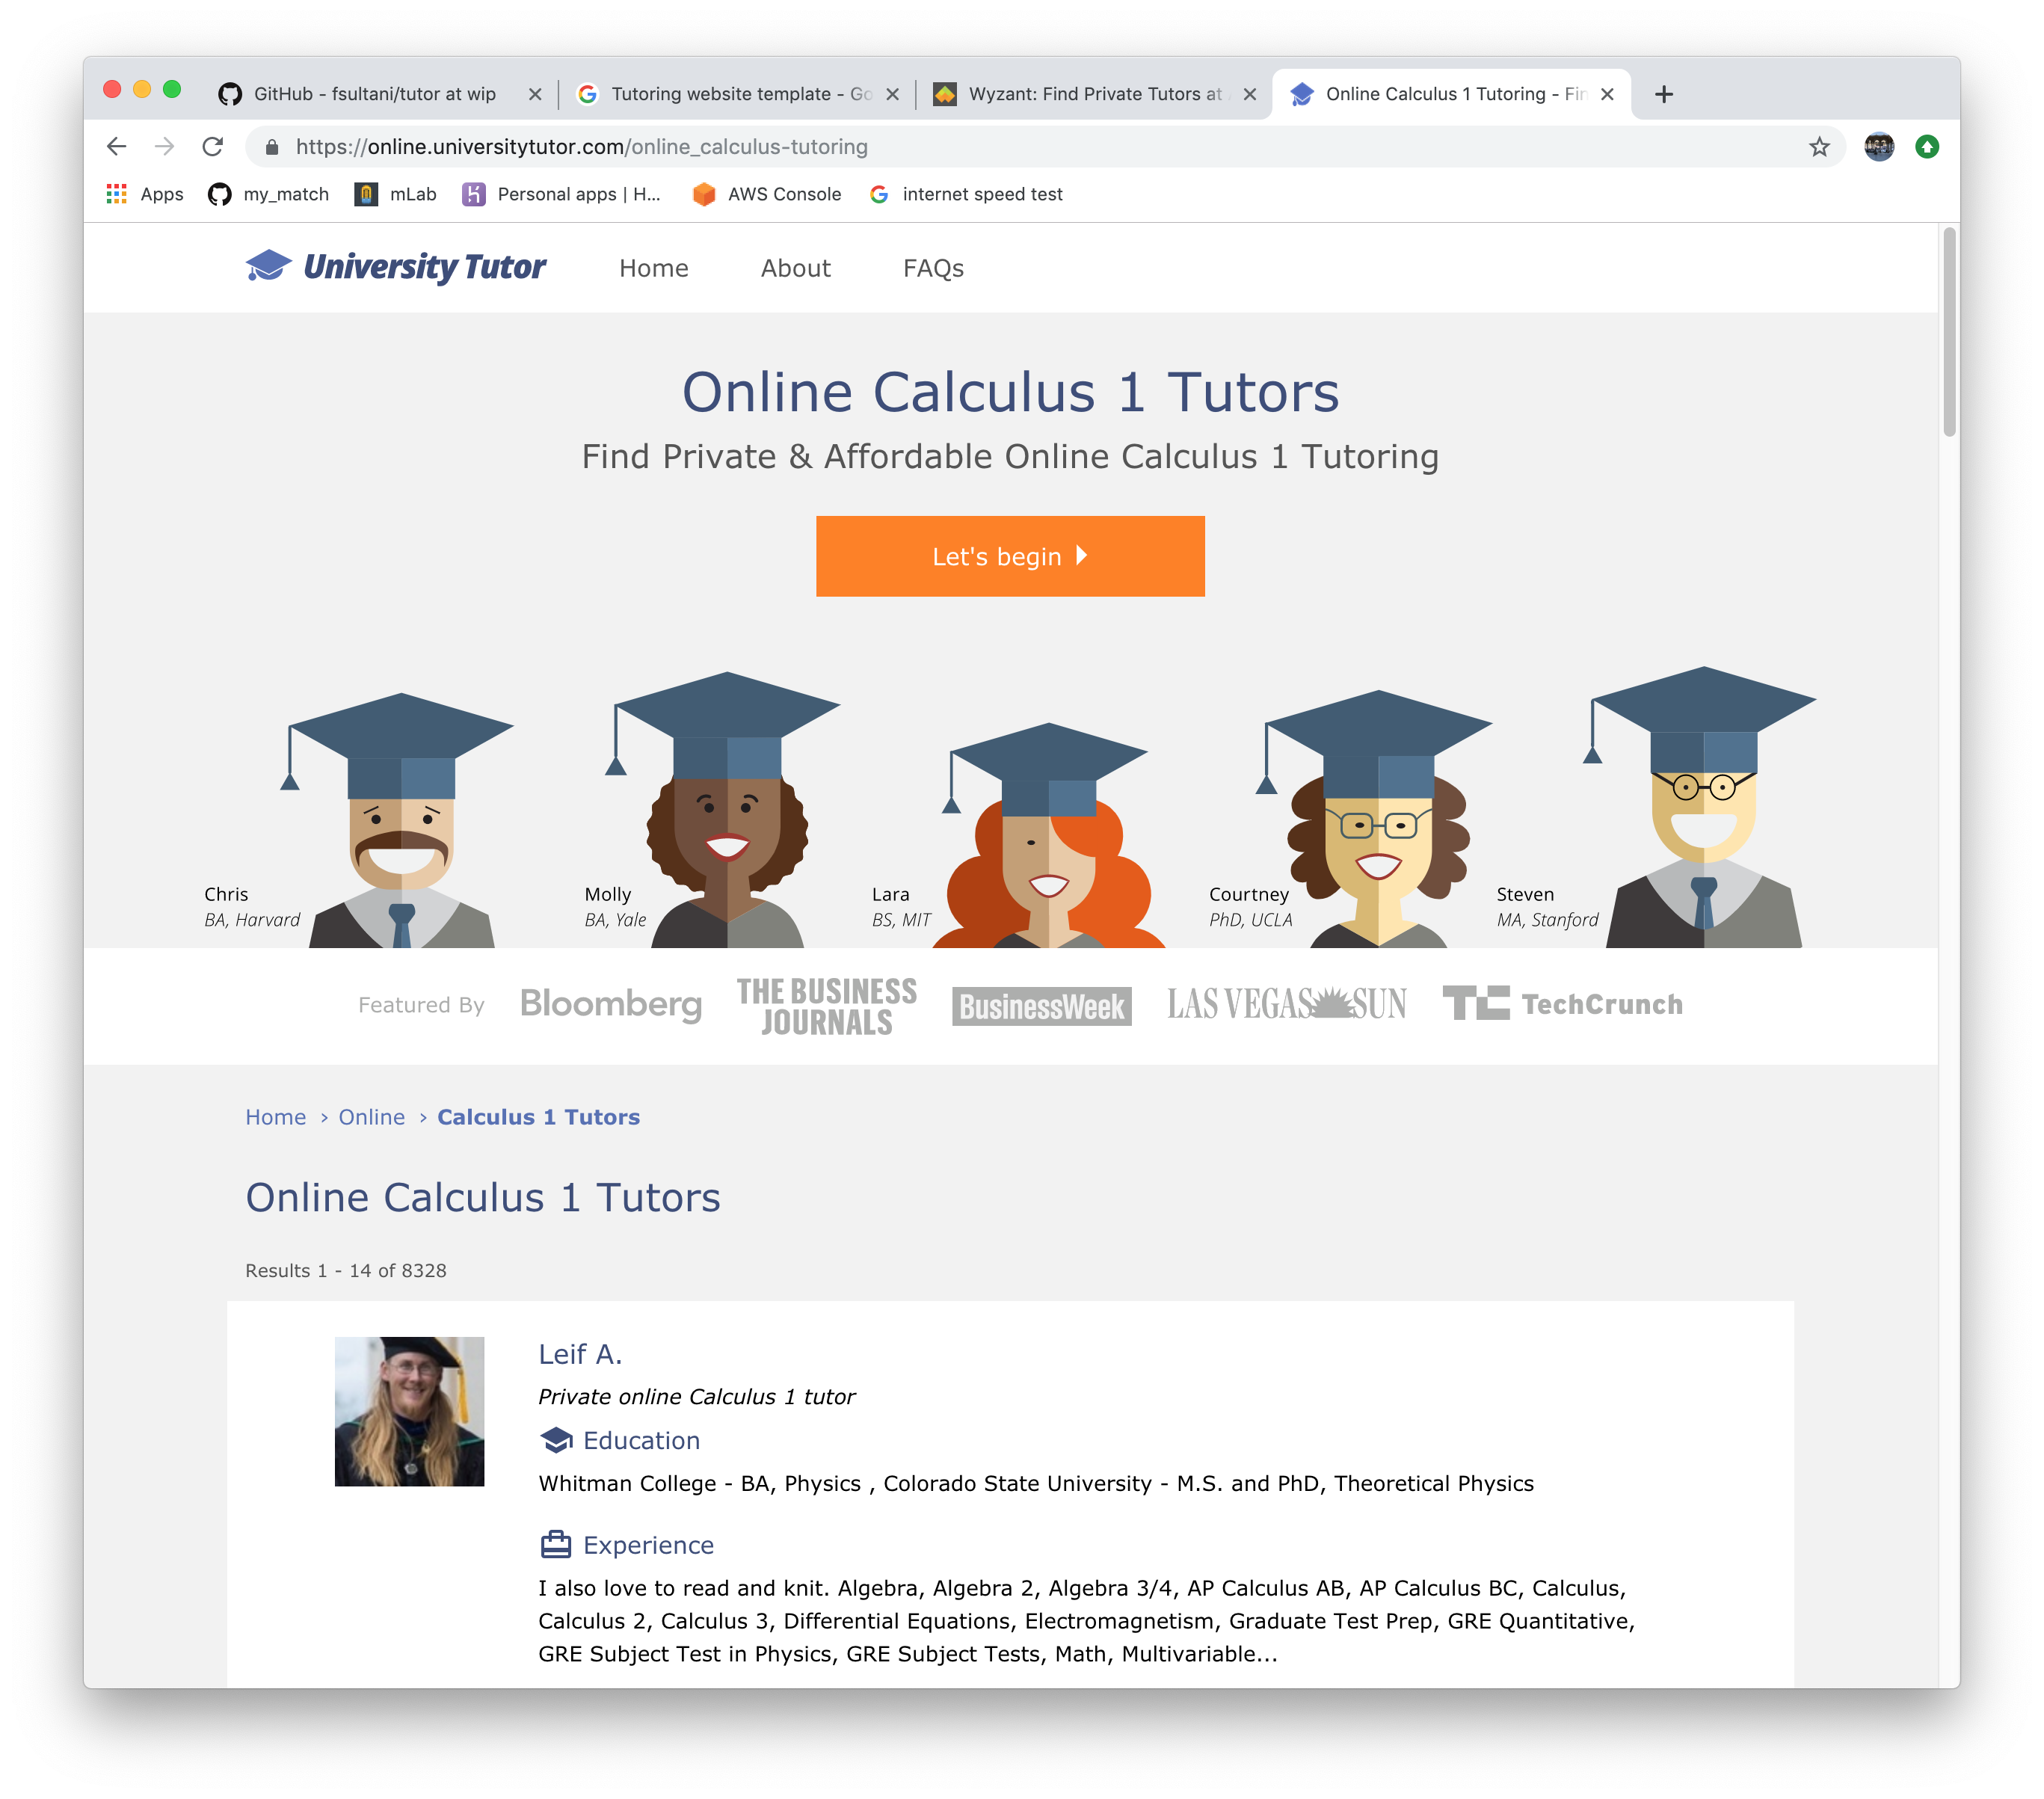 GitHub - fsultani/tutor at wip
Tutoring website template - Go
Wyzant: Find Private Tutors at
Online Calculus 1 Tutoring - Fin
https://online.universitytutor.com/online_calculus-tutoring
Apps my_match mLab Personal apps | H... AWS Console internet speed test
University Tutor Home About FAQs
Online Calculus 1 Tutors
Find Private & Affordable Online Calculus 1 Tutoring
Let's begin
Chris
BA, Harvard
Molly
BA, Yale
Lara
BS, MIT
Courtney
PhD, UCLA
Steven
MA, Stanford
Featured By
Bloomberg
THE BUSINESS
JOURNALS
BusinessWeek
LAS VEGAS SUN
TC TechCrunch
Home › Online › Calculus 1 Tutors
Online Calculus 1 Tutors
Results 1 - 14 of 8328
Leif A.
Private online Calculus 1 tutor
Education
Whitman College - BA, Physics , Colorado State University - M.S. and PhD, Theoretical Physics
Experience
I also love to read and knit. Algebra, Algebra 2, Algebra 3/4, AP Calculus AB, AP Calculus BC, Calculus,
Calculus 2, Calculus 3, Differential Equations, Electromagnetism, Graduate Test Prep, GRE Quantitative,
GRE Subject Test in Physics, GRE Subject Tests, Math, Multivariable...